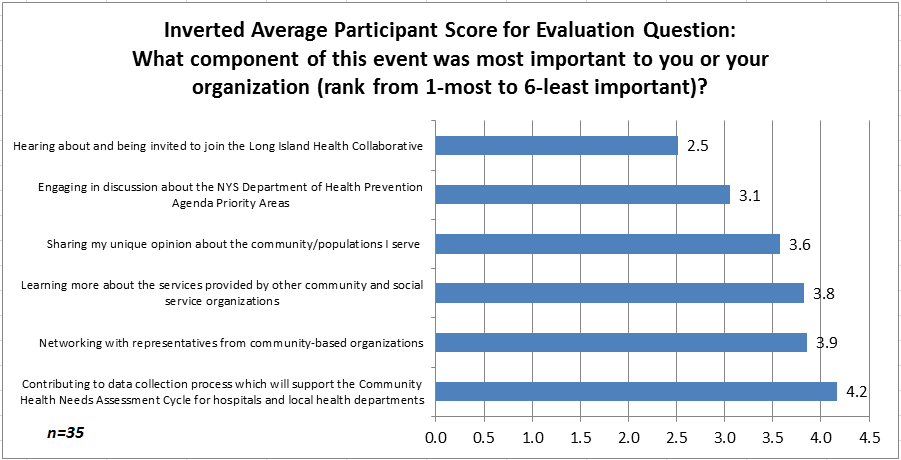 Inverted Average Participant Score for Evaluation Question:
What component of this event was most important to you or your
organization (rank from 1-most to 6-least important)?
Hearing about and being invited to join the Long Island Health Collaborative
2.5
Engaging in discussion about the NYS Department of Health Prevention
Agenda Priority Areas
3.1
Sharing my unique opinion about the community/populations I serve
3.6
Learning more about the services provided by other community and social
service organizations
3.8
Networking with representatives from community-based organizations
3.9
Contributing to data collection process which will support the Community
Health Needs Assessment Cycle for hospitals and local health departments
4.2
n=35
0.0 0.5 1.0 1.5 2.0 2.5 3.0 3.5 4.0 4.5